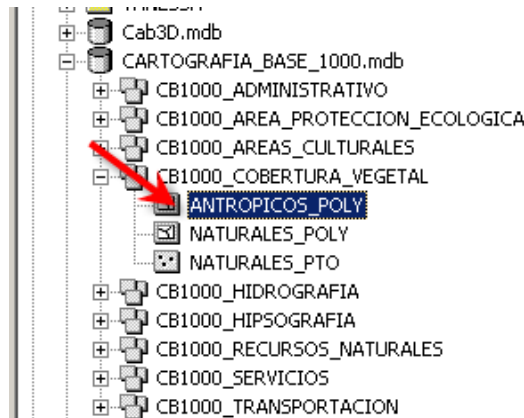 Cab3D.mdb
CARTOGRAFIA_BASE_1000.mdb
CB1000_ADMINISTRATIVO
CB1000_AREA_PROTECCION_ECOLOGICA
CB1000_AREAS_CULTURALES
CB1000_COBERTURA_VEGETAL
ANTROPICOS_POLY
NATURALES_POLY
NATURALES_PTO
CB1000_HIDROGRAFIA
CB1000_HIPSOGRAFIA
CB1000_RECURSOS_NATURALES
CB1000_SERVICIOS
CB1000_TRANSPORTACION